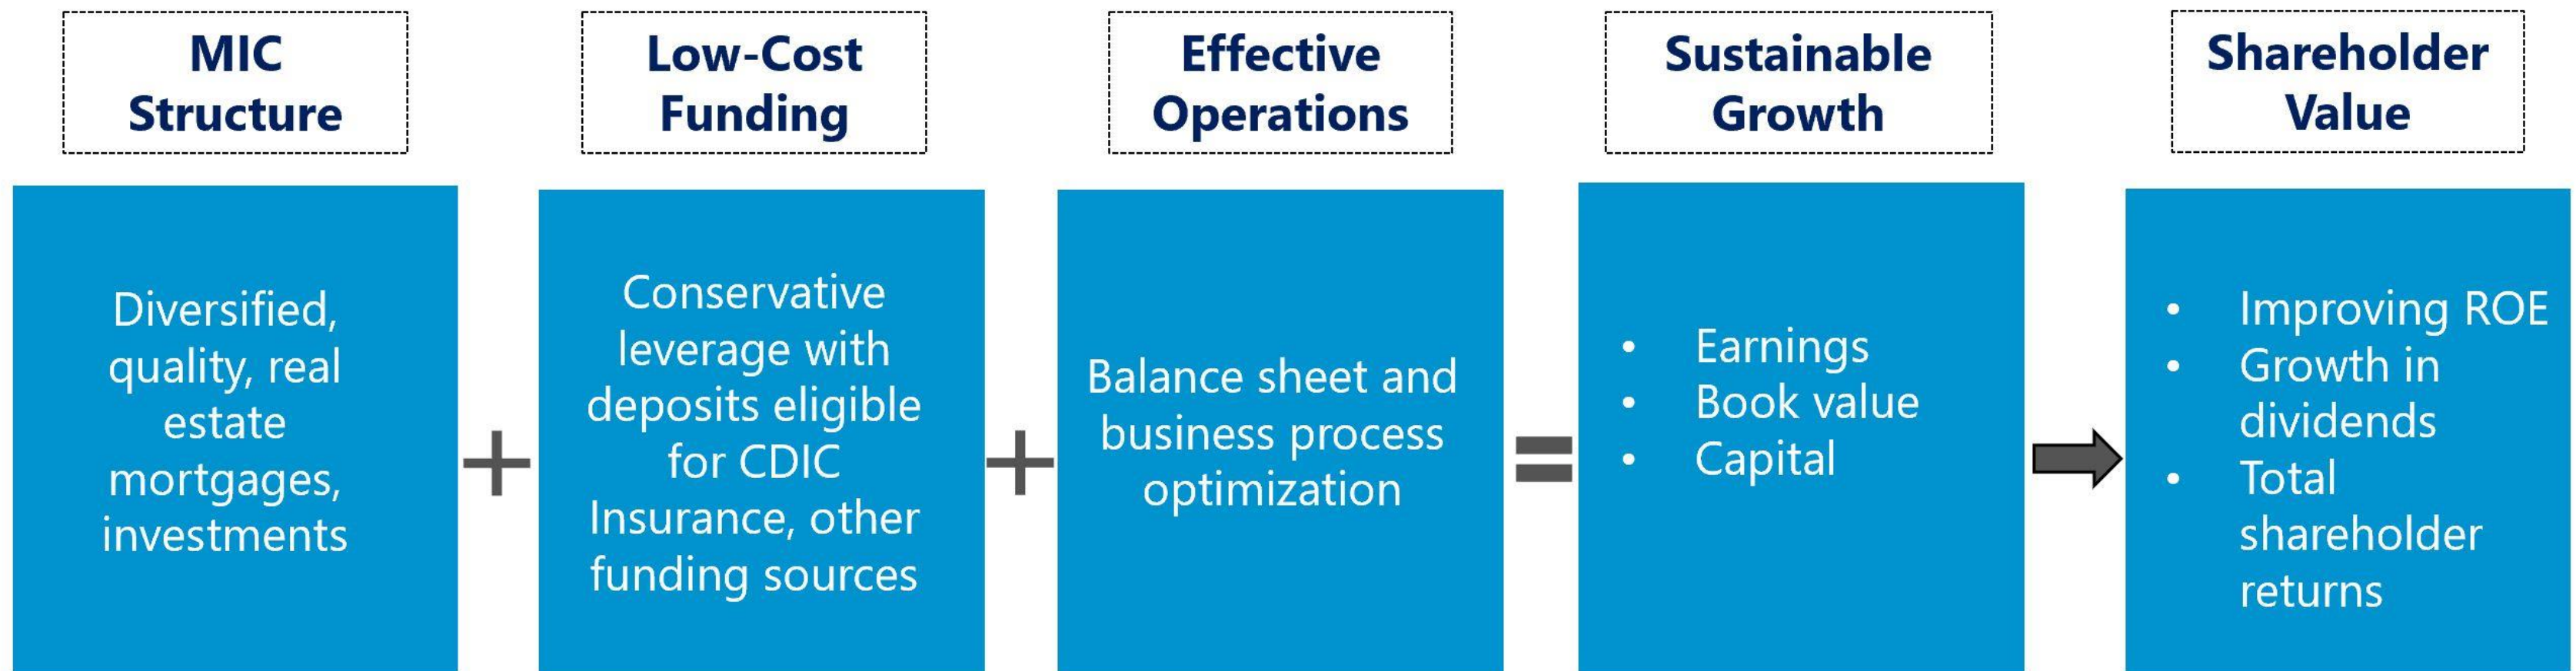 MIC
Structure
Low-Cost
Funding
Effective
Operations
Sustainable
Growth
Shareholder
Value
Diversified,
quality, real
estate
mortgages,
investments
+
Conservative
leverage with
deposits eligible
for CDIC
Insurance, other
funding sources
+
Balance sheet and
business process
optimization
=
• Earnings
• Book value
• Capital
• Improving ROE
• Growth in
dividends
• Total
shareholder
returns